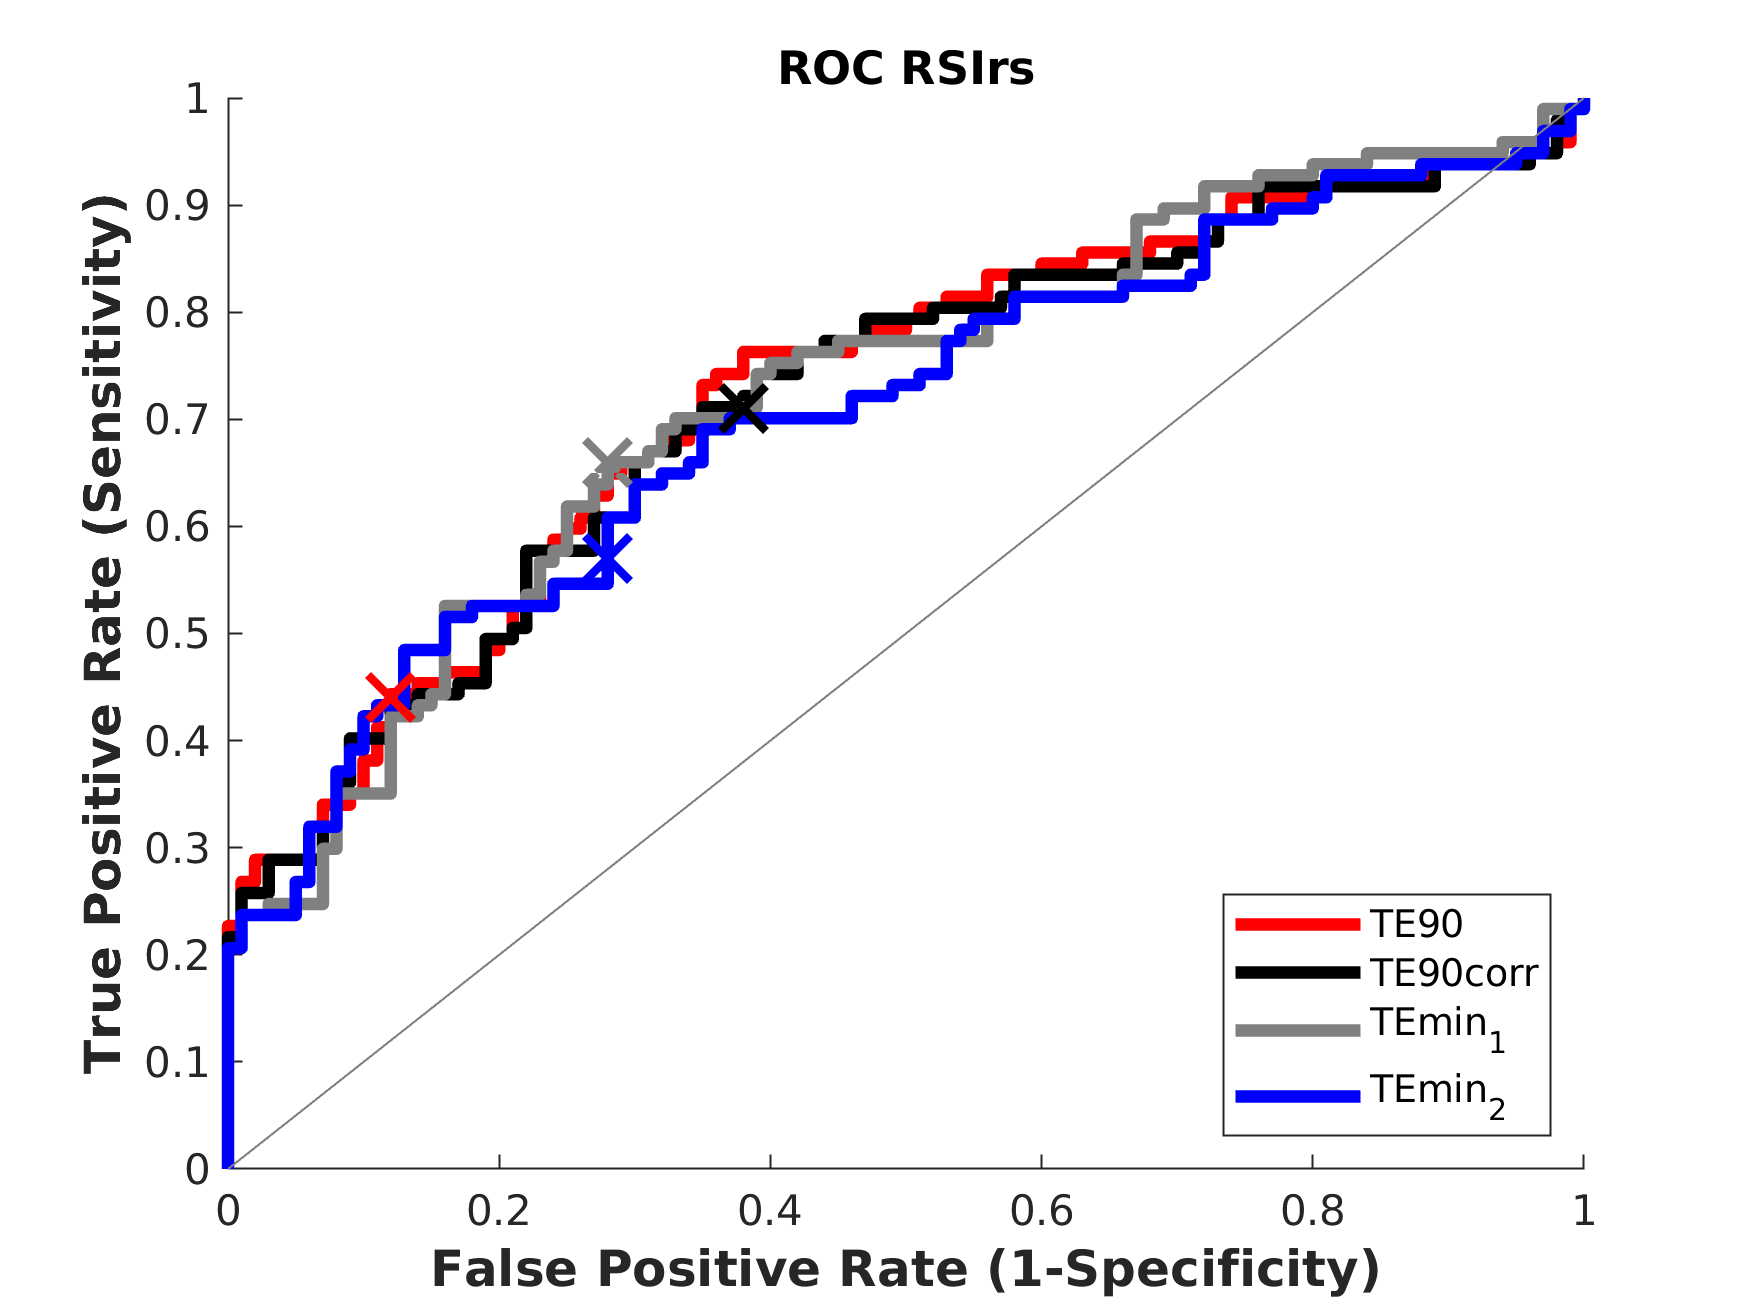 ROC RSIrs
True Positive Rate (Sensitivity)
1
0.9
0.8
0.7
0.6
0.5
0.4
0.3
0.2
0.1
0
0 0.2 0.4 0.6 0.8 1
False Positive Rate (1-Specificity)
TE90
TE90corr
TEmin1
TEmin2